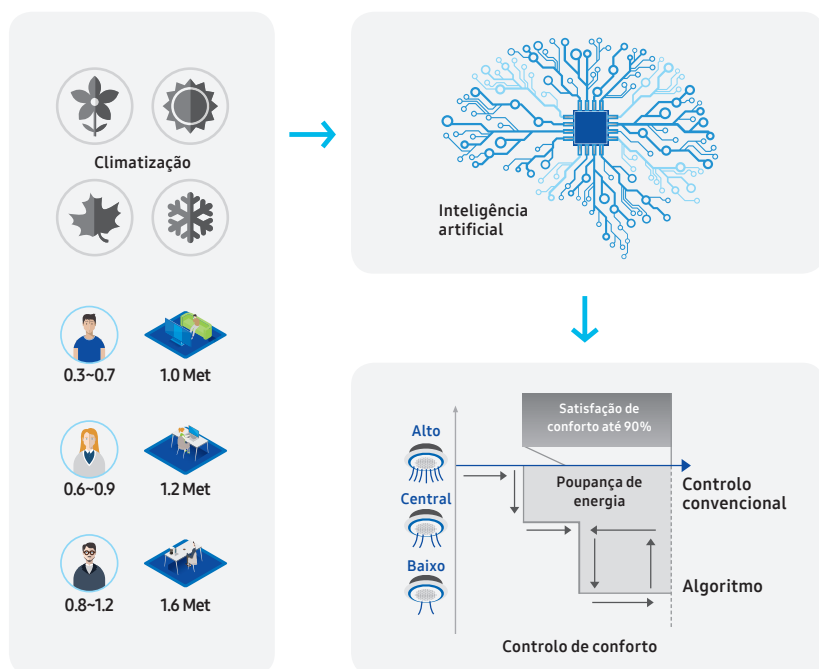 Climatização
0.3~0.7
1.0 Met
0.6~0.9
1.2 Met
0.8~1.2
1.6 Met
Inteligência
artificial
Satisfação de
conforto até 90%
Alto
Central
Baixo
Poupança de
energia
Controlo
convencional
Algoritmo
Controlo de conforto